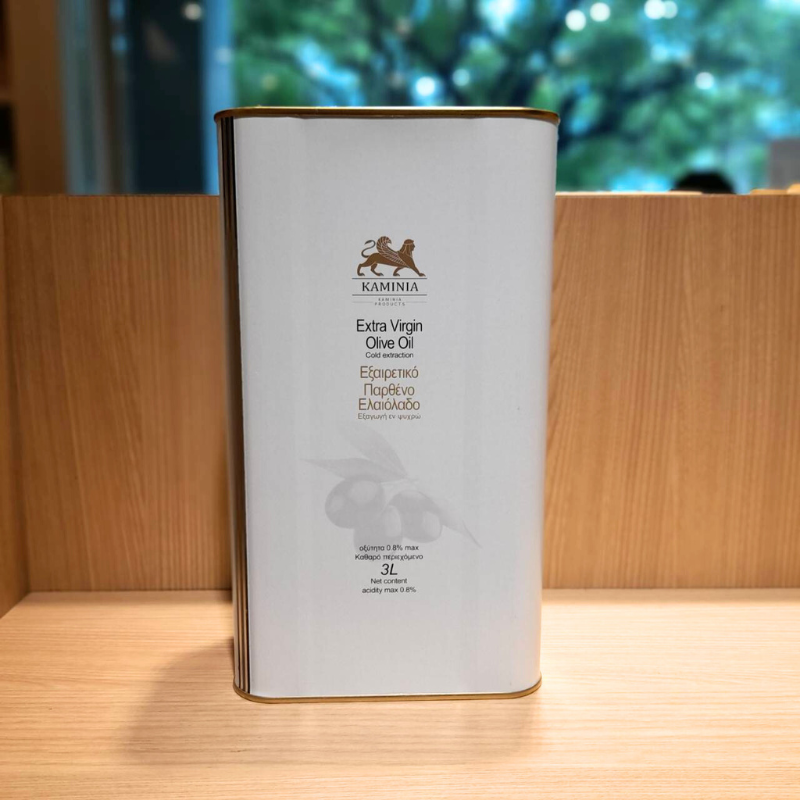 KAMINIA
KAMINIA
PRODUCTS
Extra Virgin
Olive Oil
Cold extraction
Εξαιρετικό
Παρθένο
Ελαιόλαδο
Εξαγωγή εν ψυχρω
οξύτητα 0.8% max
Καθαρό περιεχόμενο
3L
Net content
acidity max 0.8%